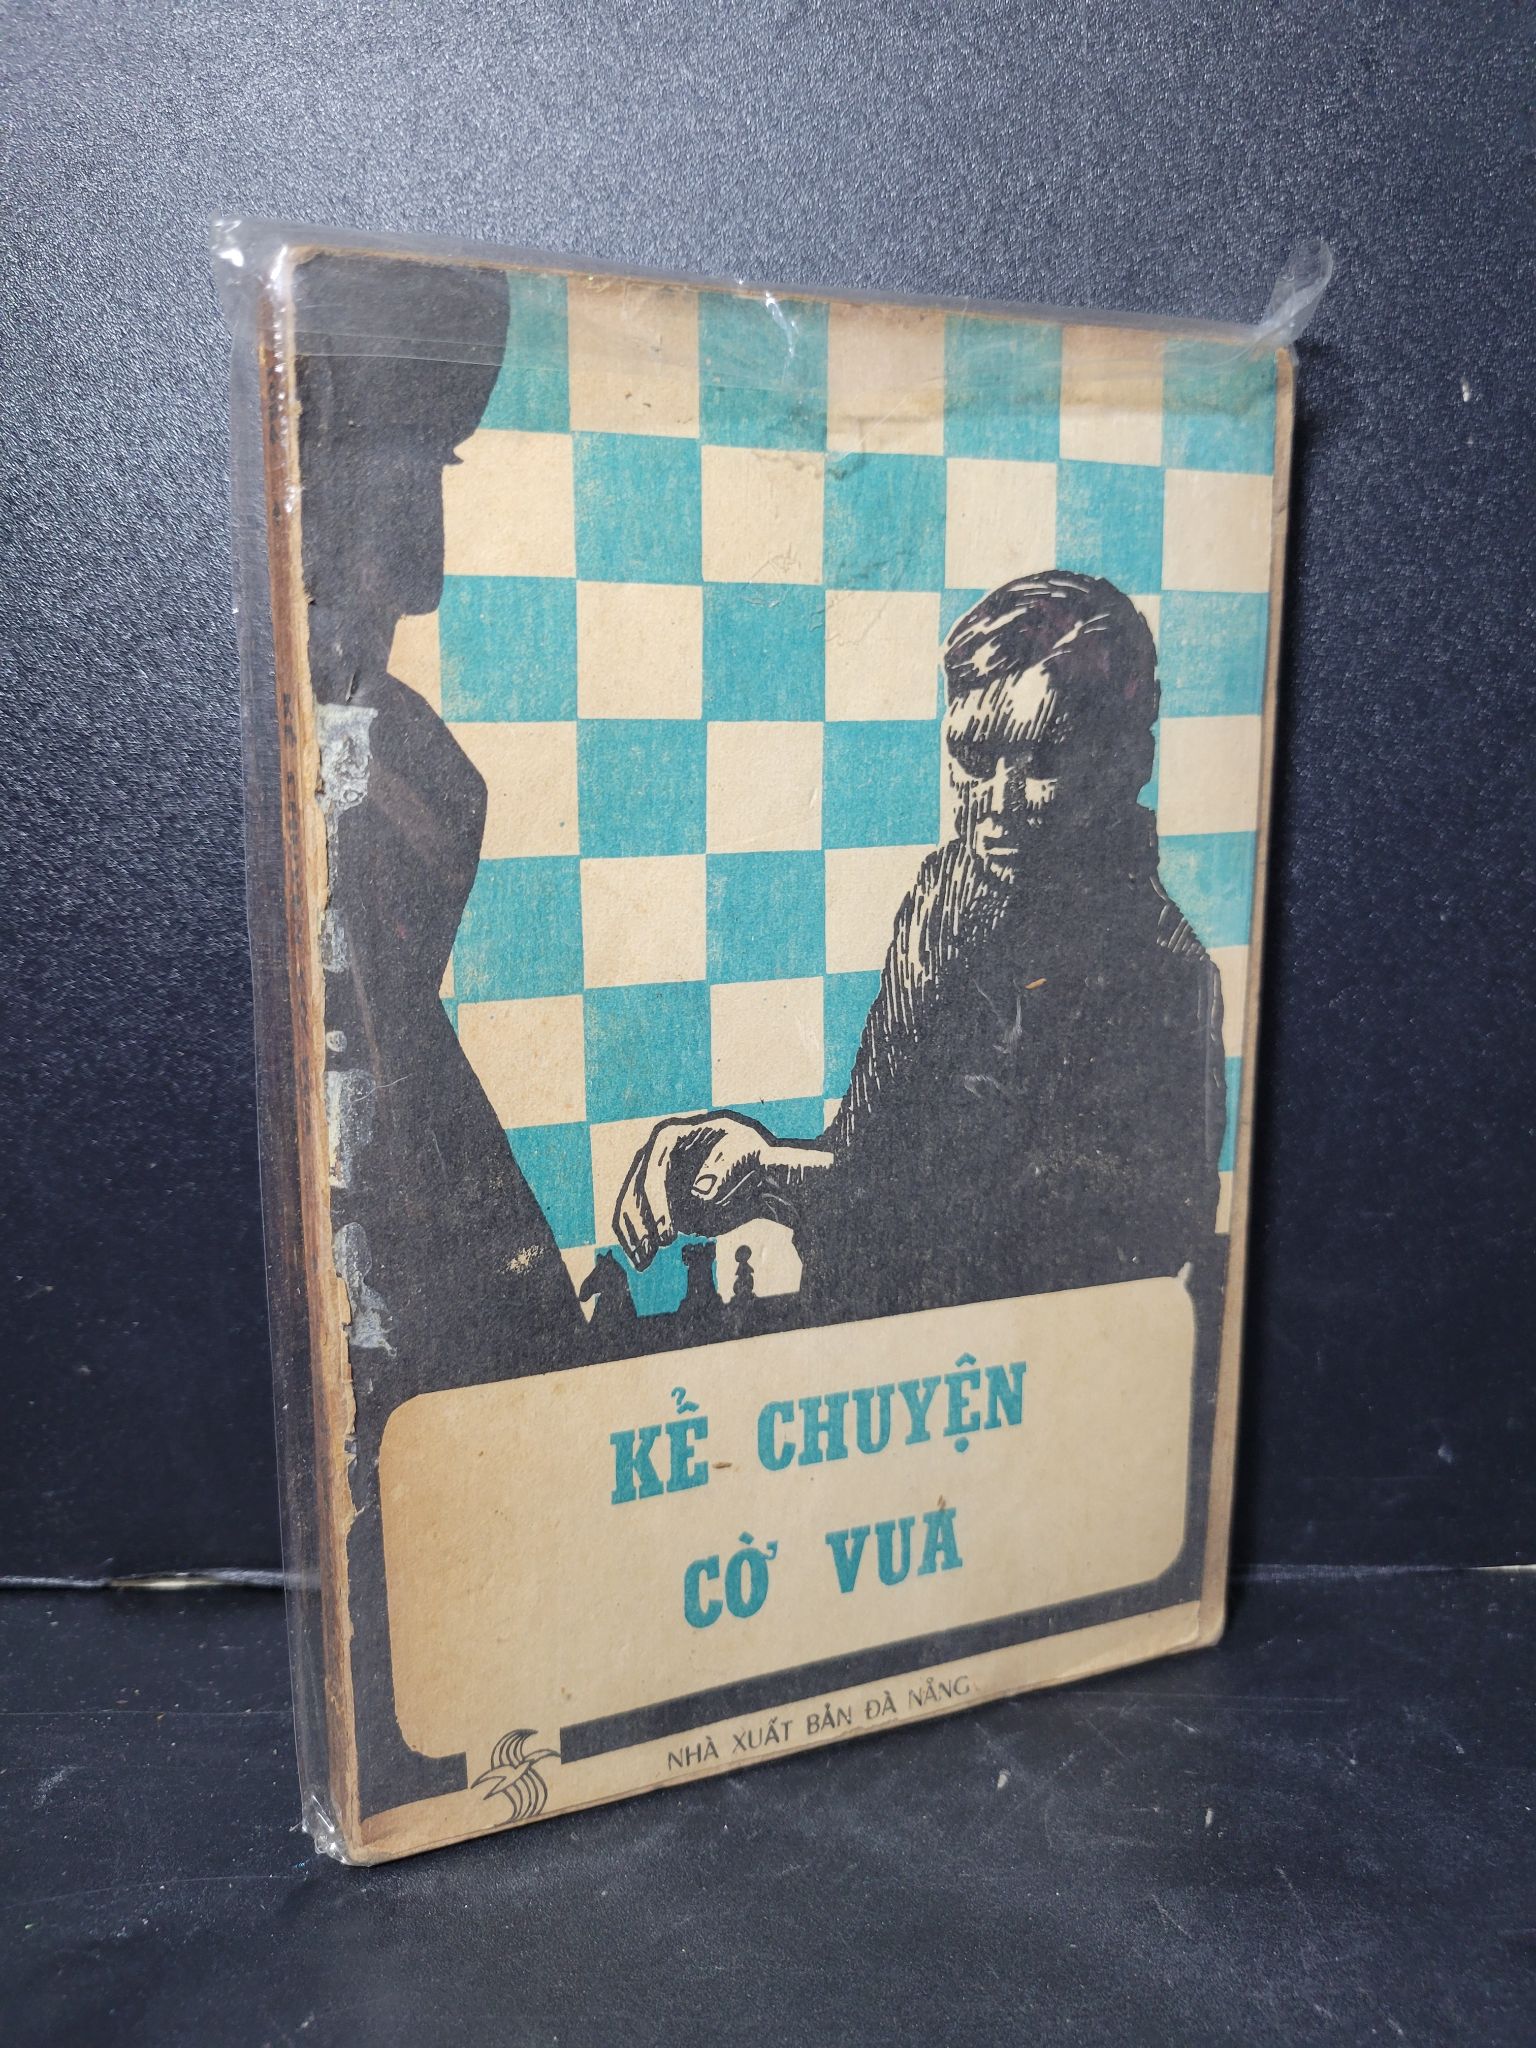 KỂ CHUYỆN
CỜ VUA
NHÀ XUẤT BẢN ĐÀ NẴNG